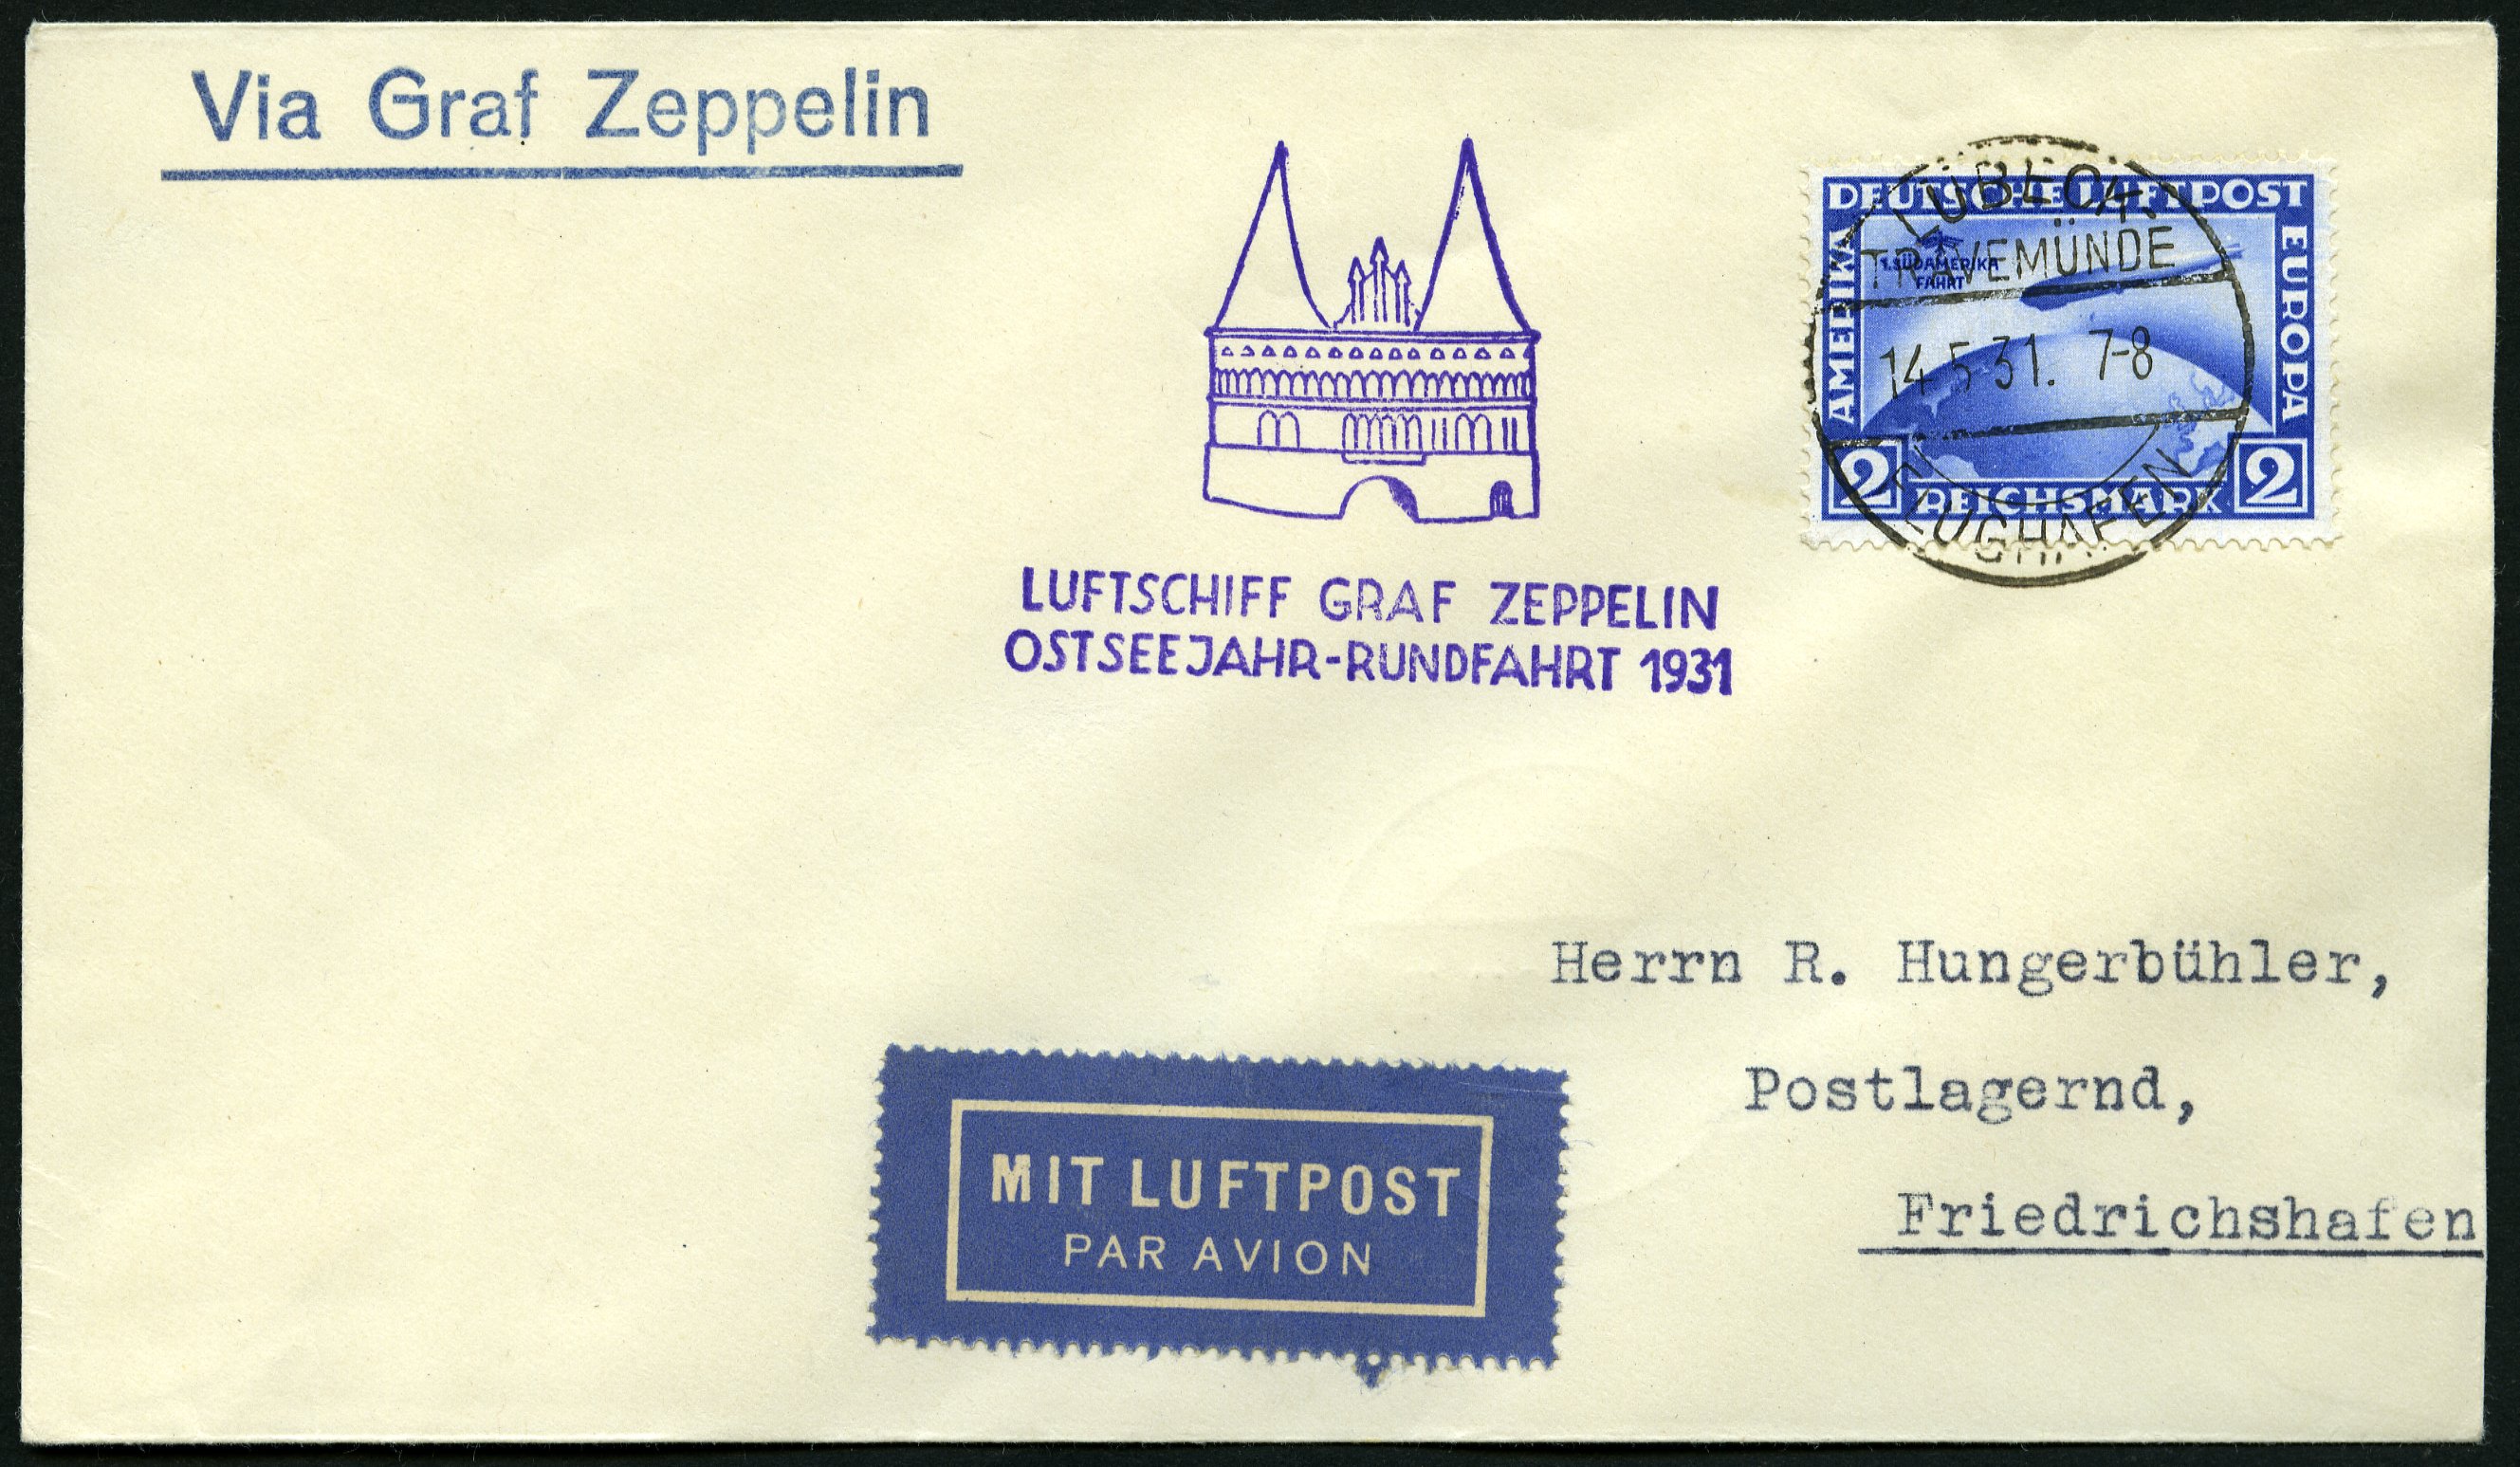 Via Graf Zeppelin
LUFTSCHIFF GRAF ZEPPELIN
OSTSEEJAHR-RUNDFAHRT 1931
DEUTSCHE LUFTPOST
AMERIKA
EUROPA
1. SÜDAMERIKA
FAHRT
2 REICHSMARK 2
LÜBECK-
TRAVEMÜNDE
14.5.31. 7-8
FLUGHAFEN
Herrn R. Hungerbühler,
Postlagernd,
Friedrichshafen
MIT LUFTPOST
PAR AVION